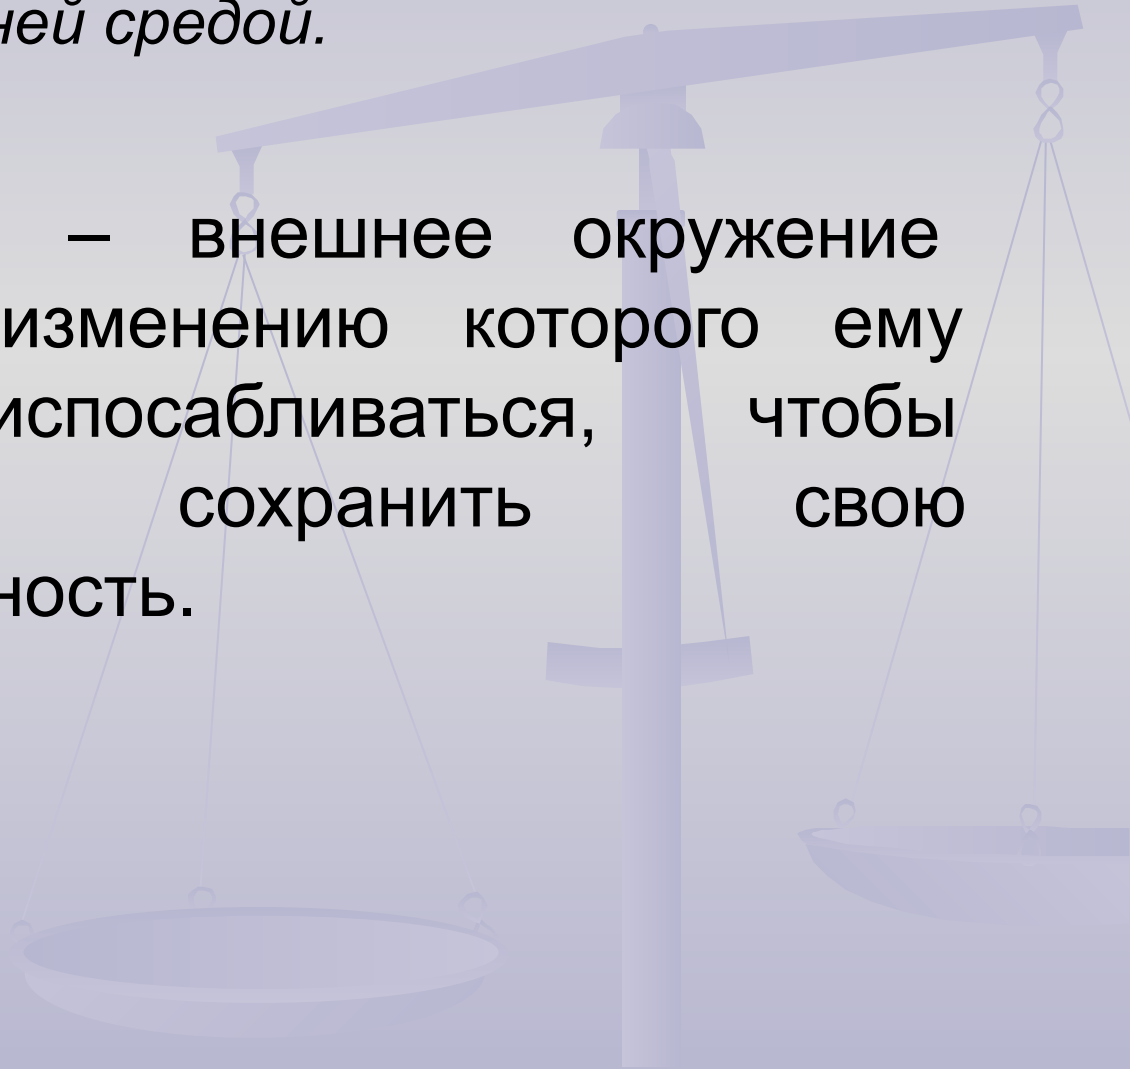 ней средой.
– внешнее окружение
изменению которого ему
испосабливаться, чтобы
сохранить свою
ность.